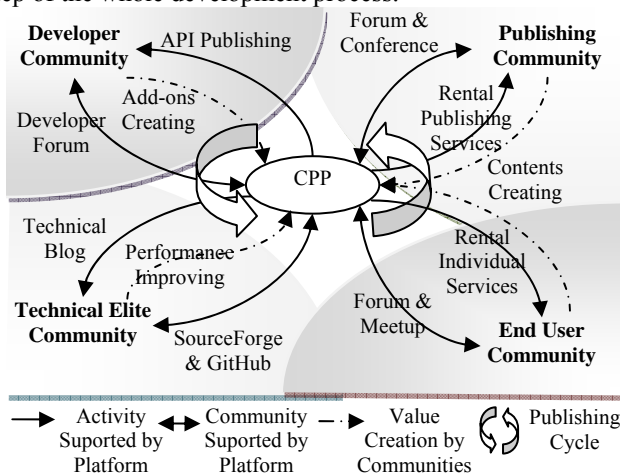 ep of the whole development process.
Developer
Community
API Publishing
Forum &
Conference
Publishing
Community
Add-ons
Creating
Developer
Forum
Rental
Publishing
Services
Contents
Creating
CPP
Technical
Blog
Performance
Improving
Rental
Individual
Services
Technical Elite
Community
SourceForge
& GitHub
Forum &
Meetup
End User
Community
Activity
Suported by
Platform
Community
Suported by
Platform
Value
Creation by
Communities
Publishing
Cycle